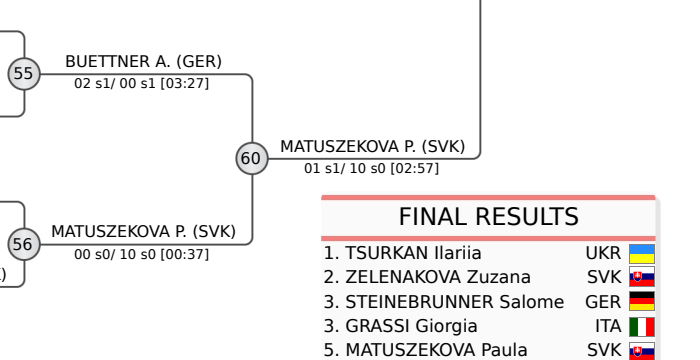 BUETTNER A. (GER)
55
02 s1/ 00 s1 [03:27]
MATUSZEKOVA P. (SVK)
60
01 s1/ 10 s0 [02:57]
MATUSZEKOVA P. (SVK)
56
00 s0/ 10 s0 [00:37]
)
FINAL RESULTS
1. TSURKAN Ilariia UKR
2. ZELENAKOVA Zuzana SVK
3. STEINEBRUNNER Salome GER
3. GRASSI Giorgia ITA
5. MATUSZEKOVA Paula SVK